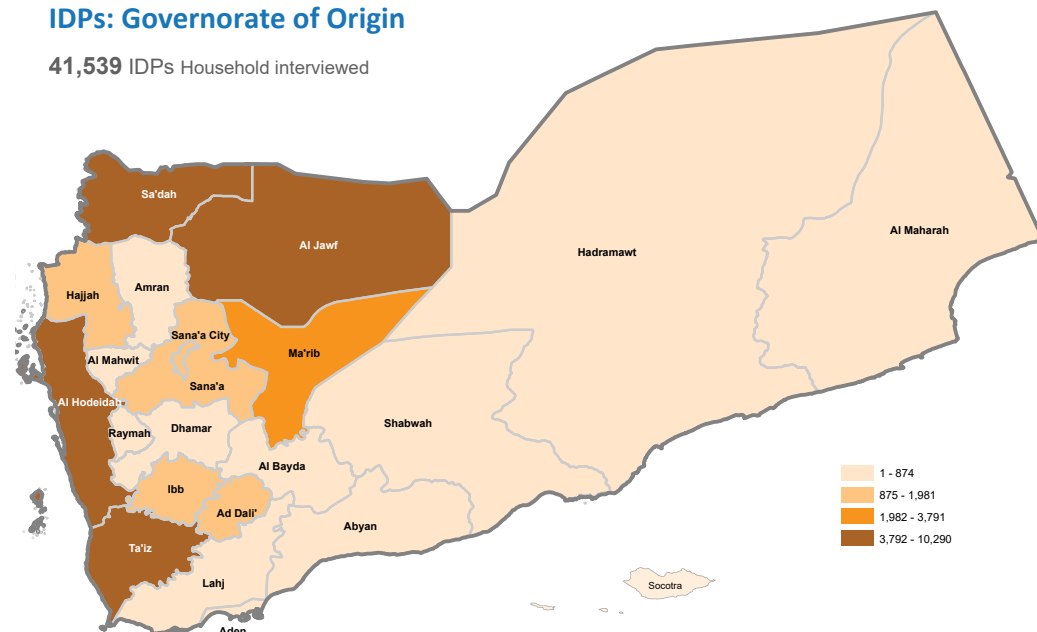 IDPs: Governorate of Origin
41,539 IDPs Household interviewed
Sa'dah
Al Jawf
Hadramawt
Al Maharah
Hajjah
Amran
Sana'a City
Ma'rib
Al Mahwit
Sana'a
Al Hodeidah
Raymah
Dhamar
Shabwah
Al Bayda
Ibb
Ad Dali'
Abyan
Ta'iz
Lahj
Socotra
Aden
1 - 874
875 - 1,981
1,982 - 3,791
3,792 - 10,290